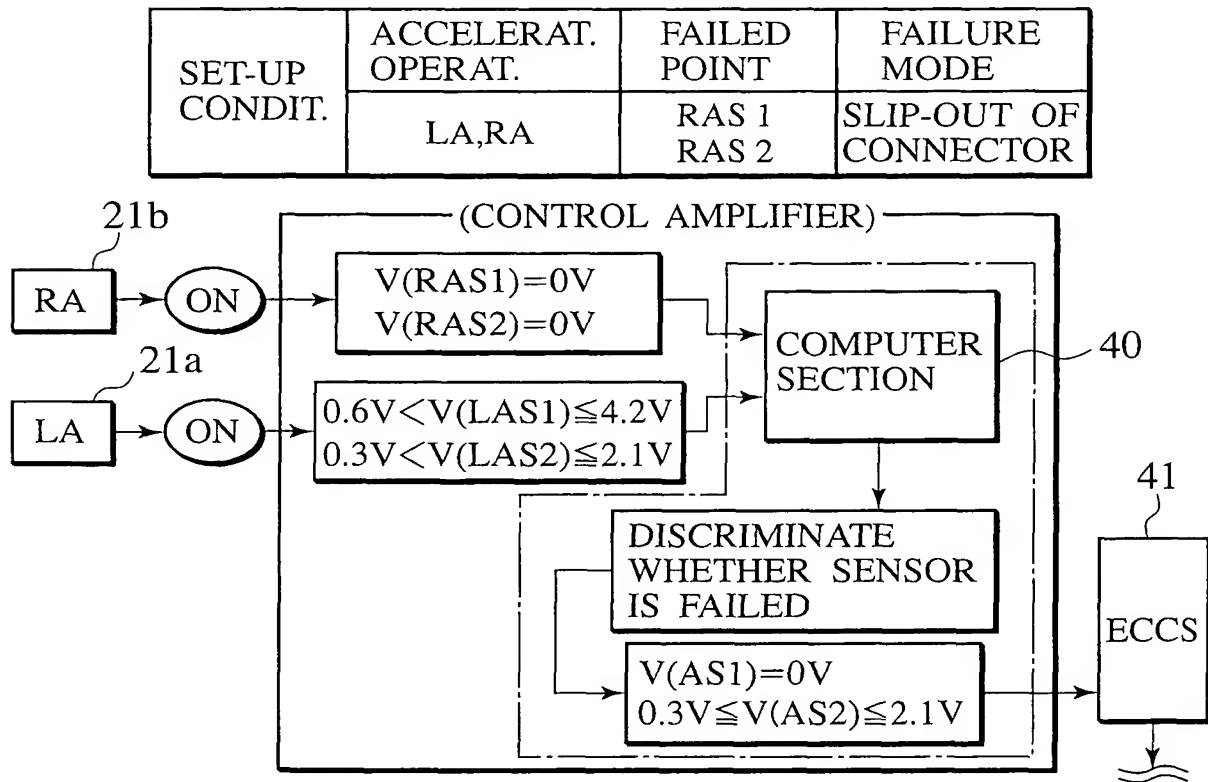 SET-UP
CONDIT.
ACCELERAT.
OPERAT.
FAILED
POINT
FAILURE
MODE
LA,RA
RAS 1
RAS 2
SLIP-OUT OF
CONNECTOR
(CONTROL AMPLIFIER)
21b
RA
ON
V(RAS1)=0V
V(RAS2)=0V
COMPUTER
SECTION
40
21a
LA
ON
0.6V<V(LAS1)≦4.2V
0.3V<V(LAS2)≦2.1V
DISCRIMINATE
WHETHER SENSOR
IS FAILED
41
ECCS
V(AS1)=0V
0.3V≦V(AS2)≦2.1V